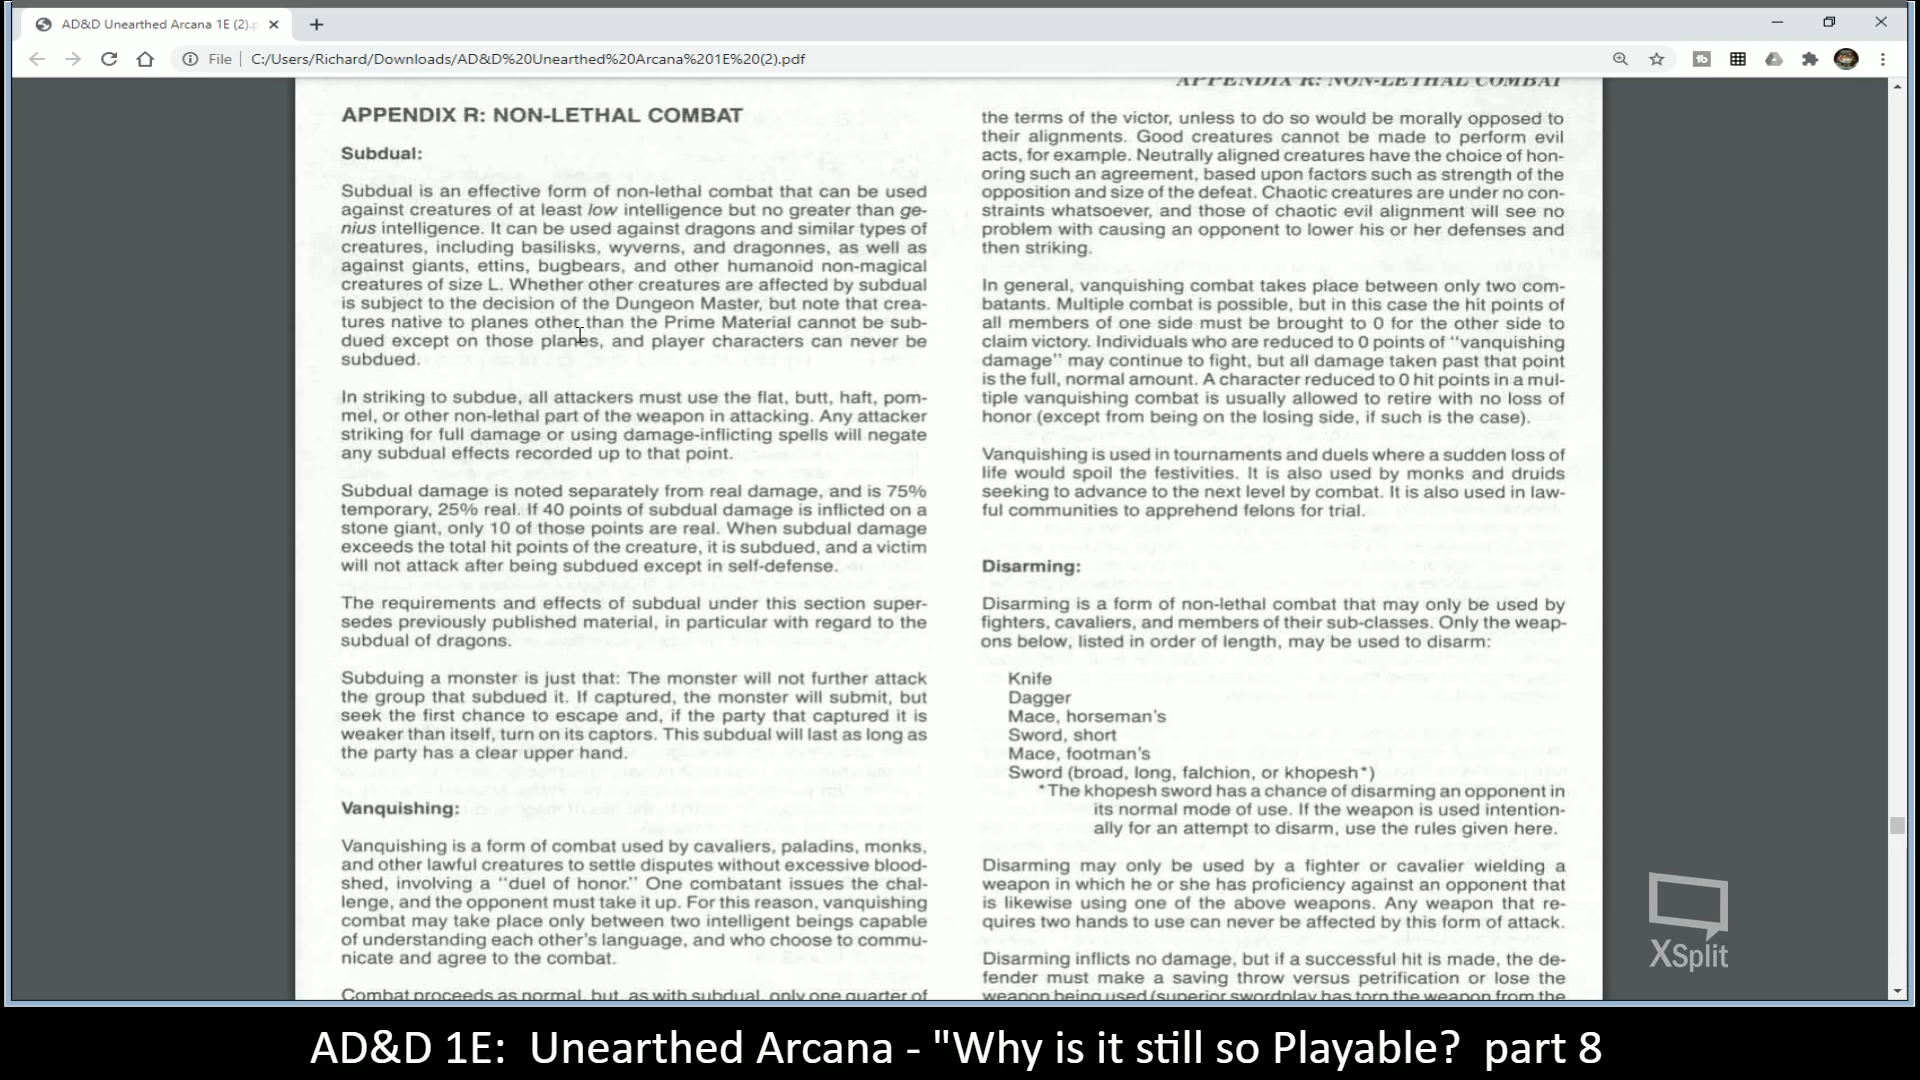 AD&D Unearthed Arcana 1E (2).p
File
C:/Users/Richard/Downloads/AD&D%20Unearthed%20Arcana%201E%20(2).pdf
APPENDIX R: NON-LETHAL COMBAT
APPENDIX R: NON-LETHAL COMBAT
Subdual:
Subdual is an effective form of non-lethal combat that can be used
against creatures of at least low intelligence but no greater than ge-
nius intelligence. It can be used against dragons and similar types of
creatures, including basilisks, wyverns, and dragonnes, as well as
against giants, ettins, bugbears, and other humanoid non-magical
creatures of size L. Whether other creatures are affected by subdual
is subject to the decision of the Dungeon Master, but note that crea-
tures native to planes other than the Prime Material cannot be sub-
dued except on those planes, and player characters can never be
subdued.
In striking to subdue, all attackers must use the flat, butt, haft, pom-
mel, or other non-lethal part of the weapon in attacking. Any attacker
striking for full damage or using damage-inflicting spells will negate
any subdual effects recorded up to that point.
Subdual damage is noted separately from real damage, and is 75%
temporary, 25% real. If 40 points of subdual damage is inflicted on a
stone giant, only 10 of those points are real. When subdual damage
exceeds the total hit points of the creature, it is subdued, and a victim
will not attack after being subdued except in self-defense.
The requirements and effects of subdual under this section super-
sedes previously published material, in particular with regard to the
subdual of dragons.
Subduing a monster is just that: The monster will not further attack
the group that subdued it. If captured, the monster will submit, but
seek the first chance to escape and, if the party that captured it is
weaker than itself, turn on its captors. This subdual will last as long as
the party has a clear upper hand.
Vanquishing:
Vanquishing is a form of combat used by cavaliers, paladins, monks,
and other lawful creatures to settle disputes without excessive blood-
shed, involving a "duel of honor." One combatant issues the chal-
lenge, and the opponent must take it up. For this reason, vanquishing
combat may take place only between two intelligent beings capable
of understanding each other's language, and who choose to commu-
nicate and agree to the combat.
Combat proceeds as normal, but, as with subdual, only one quarter of
the terms of the victor, unless to do so would be morally opposed to
their alignments. Good creatures cannot be made to perform evil
acts, for example. Neutrally aligned creatures have the choice of hon-
oring such an agreement, based upon factors such as strength of the
opposition and size of the defeat. Chaotic creatures are under no con-
straints whatsoever, and those of chaotic evil alignment will see no
problem with causing an opponent to lower his or her defenses and
then striking.
In general, vanquishing combat takes place between only two com-
batants. Multiple combat is possible, but in this case the hit points of
all members of one side must be brought to 0 for the other side to
claim victory. Individuals who are reduced to 0 points of "vanquishing
damage" may continue to fight, but all damage taken past that point
is the full, normal amount. A character reduced to 0 hit points in a mul-
tiple vanquishing combat is usually allowed to retire with no loss of
honor (except from being on the losing side, if such is the case).
Vanquishing is used in tournaments and duels where a sudden loss of
life would spoil the festivities. It is also used by monks and druids
seeking to advance to the next level by combat. It is also used in law-
ful communities to apprehend felons for trial.
Disarming:
Disarming is a form of non-lethal combat that may only be used by
fighters, cavaliers, and members of their sub-classes. Only the weap-
ons below, listed in order of length, may be used to disarm:
Knife
Dagger
Mace, horseman's
Sword, short
Mace, footman's
Sword (broad, long, falchion, or khopesh*)
*The khopesh sword has a chance of disarming an opponent in
its normal mode of use. If the weapon is used intention-
ally for an attempt to disarm, use the rules given here.
Disarming may only be used by a fighter or cavalier wielding a
weapon in which he or she has proficiency against an opponent that
is likewise using one of the above weapons. Any weapon that re-
quires two hands to use can never be affected by this form of attack.
Disarming inflicts no damage, but if a successful hit is made, the de-
fender must make a saving throw versus petrification or lose the
weapon being used (superior swordplay has torn the weapon from the
XSplit
AD&D 1E: Unearthed Arcana - "Why is it still so Playable? part 8